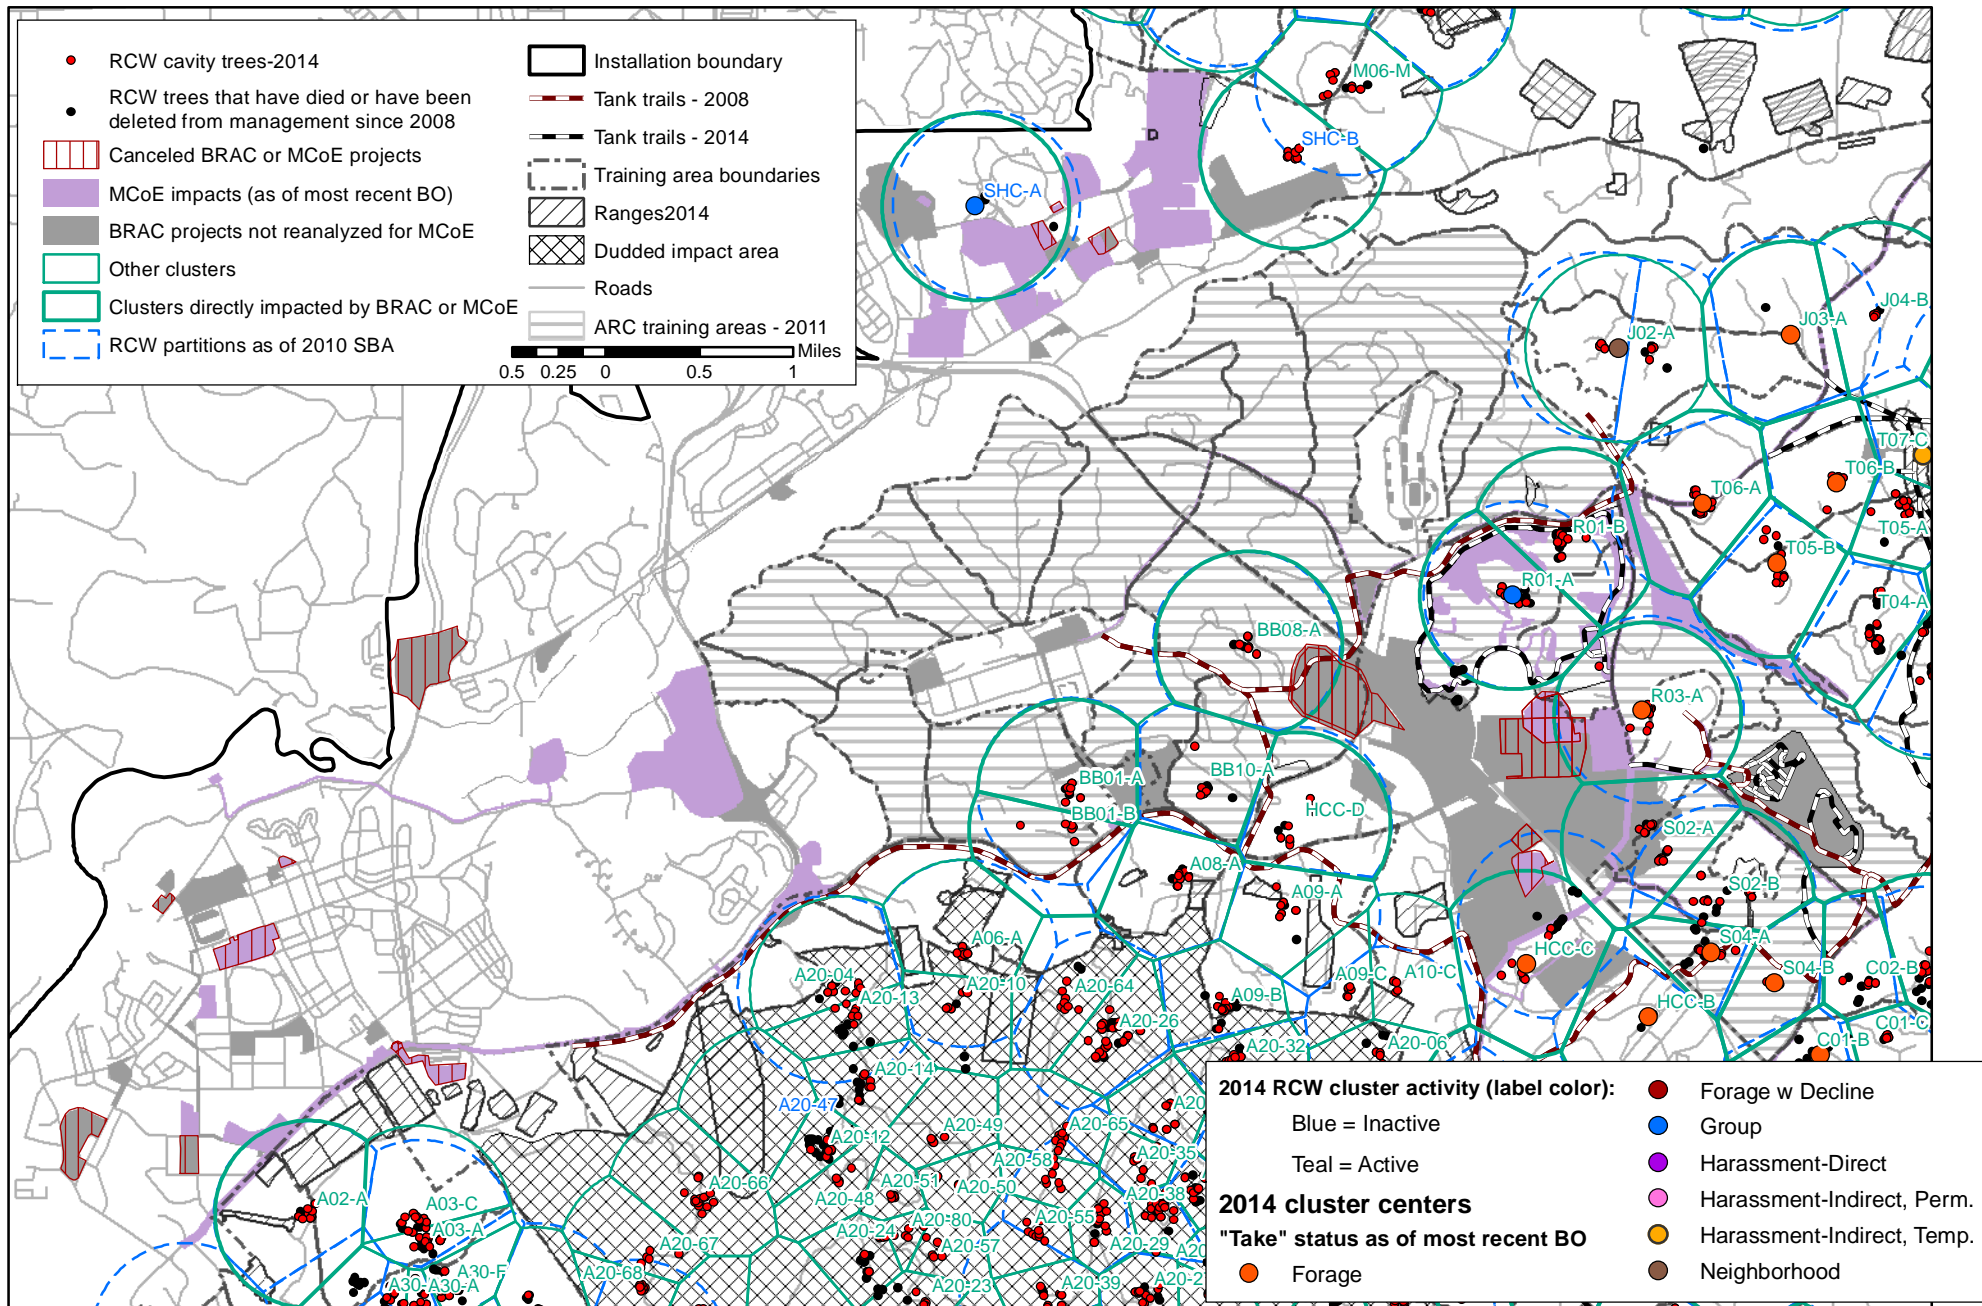 RCW cavity trees-2014
RCW trees that have died or have been
deleted from management since 2008
Canceled BRAC or MCoE projects
MCoE impacts (as of most recent BO)
BRAC projects not reanalyzed for MCoE
Other clusters
Clusters directly impacted by BRAC or MCoE
RCW partitions as of 2010 SBA
Installation boundary
Tank trails - 2008
Tank trails - 2014
Training area boundaries
Ranges2014
Dudded impact area
Roads
ARC training areas - 2011
Miles
0.5 0.25 0 0.5 1
M06-M
D
SHC-B
SHC-A
J04-B
J03-A
J02-A
T07-C
T06-B
T06-A
T05-A
R01-B
T05-B
R01-A
T04-A
BB08-A
R03-A
BB10-A
BB01-A
HCC-D
BB01-B
S02-A
A08-A
S02-B
A09-A
A06-A
S04-A
HCC-C
A20-04
A09-C
A10-C
S04-B
C02-B
A20-10
A20-64
A20-13
A09-B
HCC-B
A20-26
C01-C
C01-B
A20-32
A20-06
A20-14
A20-47
A20
A20-49
A20-65
A20-12
A20-35
A20-58
A20-66
A20-51
A20-50
A20-48
A20-38
A02-A
A03-C
A20-55
A03-A
A20-80
A20-24
A20-67
A20-57
A20-29
A20
A20-68
A30-F
A30-A
A30-
A20-23
A20-39
A20-2
2014 RCW cluster activity (label color):
Blue = Inactive
Teal = Active
2014 cluster centers
"Take" status as of most recent BO
Forage
Forage w Decline
Group
Harassment-Direct
Harassment-Indirect, Perm.
Harassment-Indirect, Temp.
Neighborhood